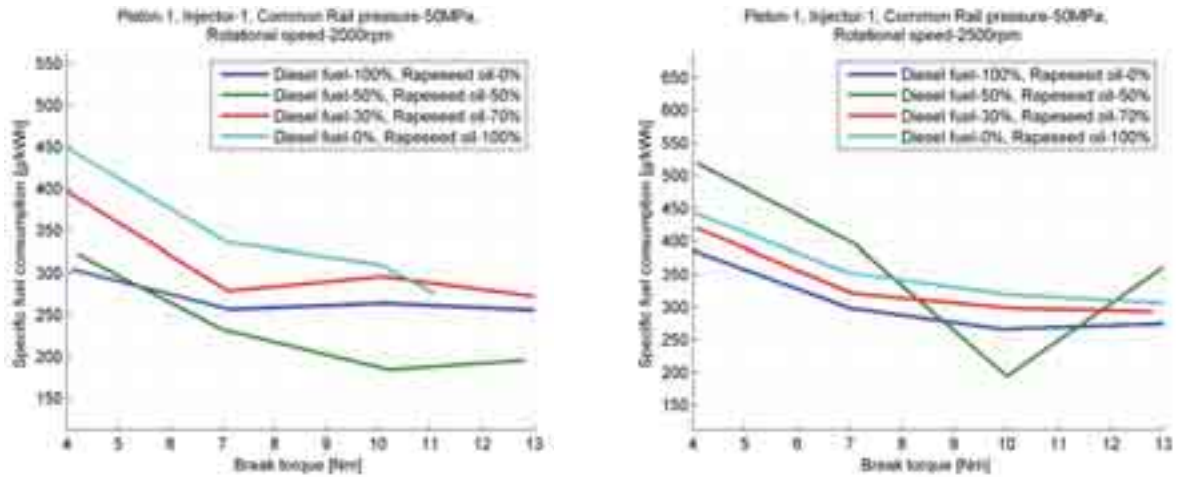 Piston-1, Injector-1, Common Rail pressure-50MPa,
Rotational speed-2000rpm
Diesel fuel-100%, Rapeseed oil-0%
Diesel fuel-50%, Rapeseed oil-50%
Diesel fuel-30%, Rapeseed oil-70%
Diesel fuel-0%, Rapeseed oil-100%
Specific fuel consumption [g/kWh]
550
500
450
400
350
300
250
200
150
4 5 6 7 8 9 10 11 12 13
Break torque [Nm]
Piston-1, Injector-1, Common Rail pressure-50MPa,
Rotational speed-2500rpm
Diesel fuel-100%, Rapeseed oil-0%
Diesel fuel-50%, Rapeseed oil-50%
Diesel fuel-30%, Rapeseed oil-70%
Diesel fuel-0%, Rapeseed oil-100%
Specific fuel consumption [g/kWh]
650
600
550
500
450
400
350
300
250
200
150
4 5 6 7 8 9 10 11 12 13
Break torque [Nm]